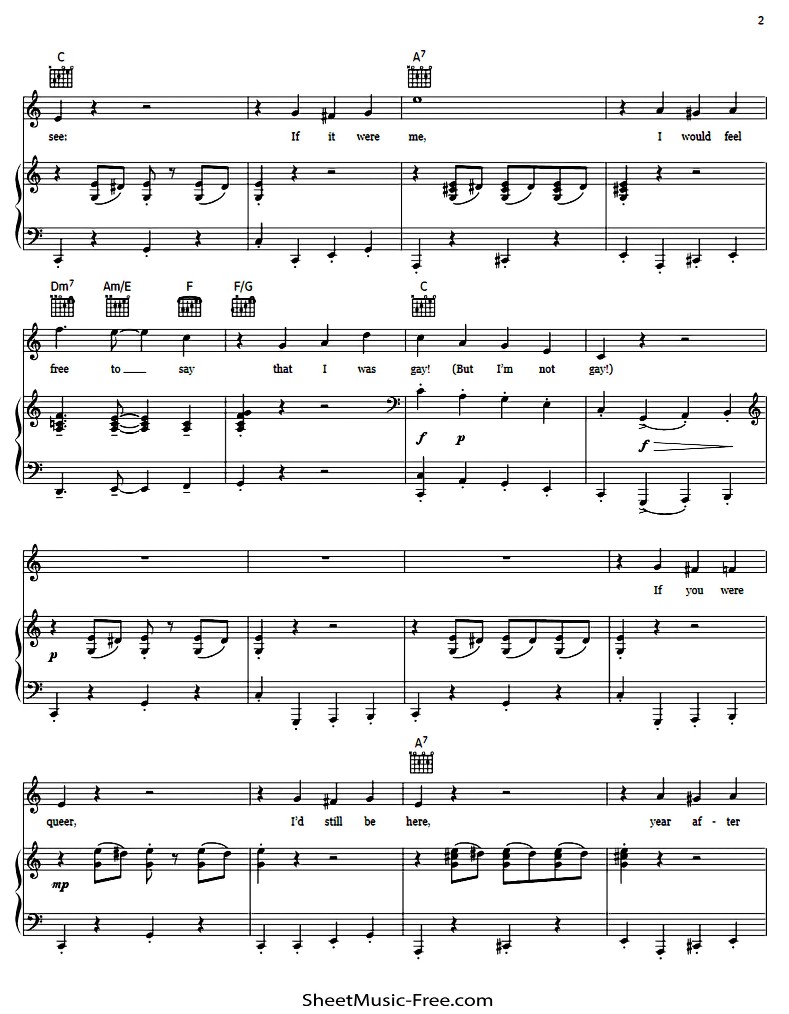 2
C A7
see: If it were me, I would feel
Dm7 Am/E F F/G C
free to say that I was gay! (But I'm not gay!)
f p f
If you were
p
A7
queer, I'd still be here, year af - ter
mp
SheetMusic-Free.com